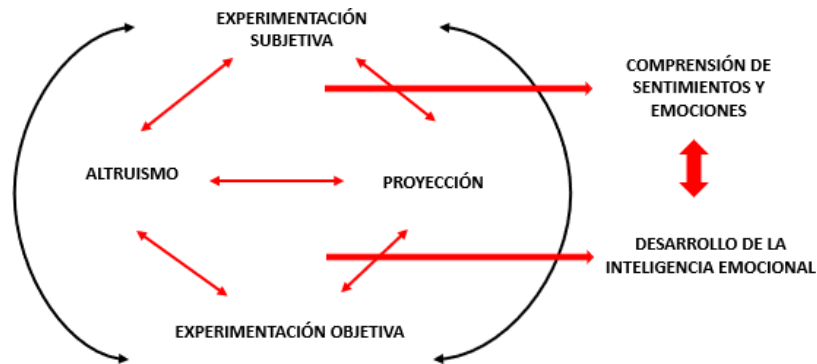 EXPERIMENTACIÓN
SUBJETIVA
COMPRENSIÓN DE
SENTIMIENTOS Y
EMOCIONES
ALTRUISMO
PROYECCIÓN
DESARROLLO DE LA
INTELIGENCIA EMOCIONAL
EXPERIMENTACIÓN OBJETIVA